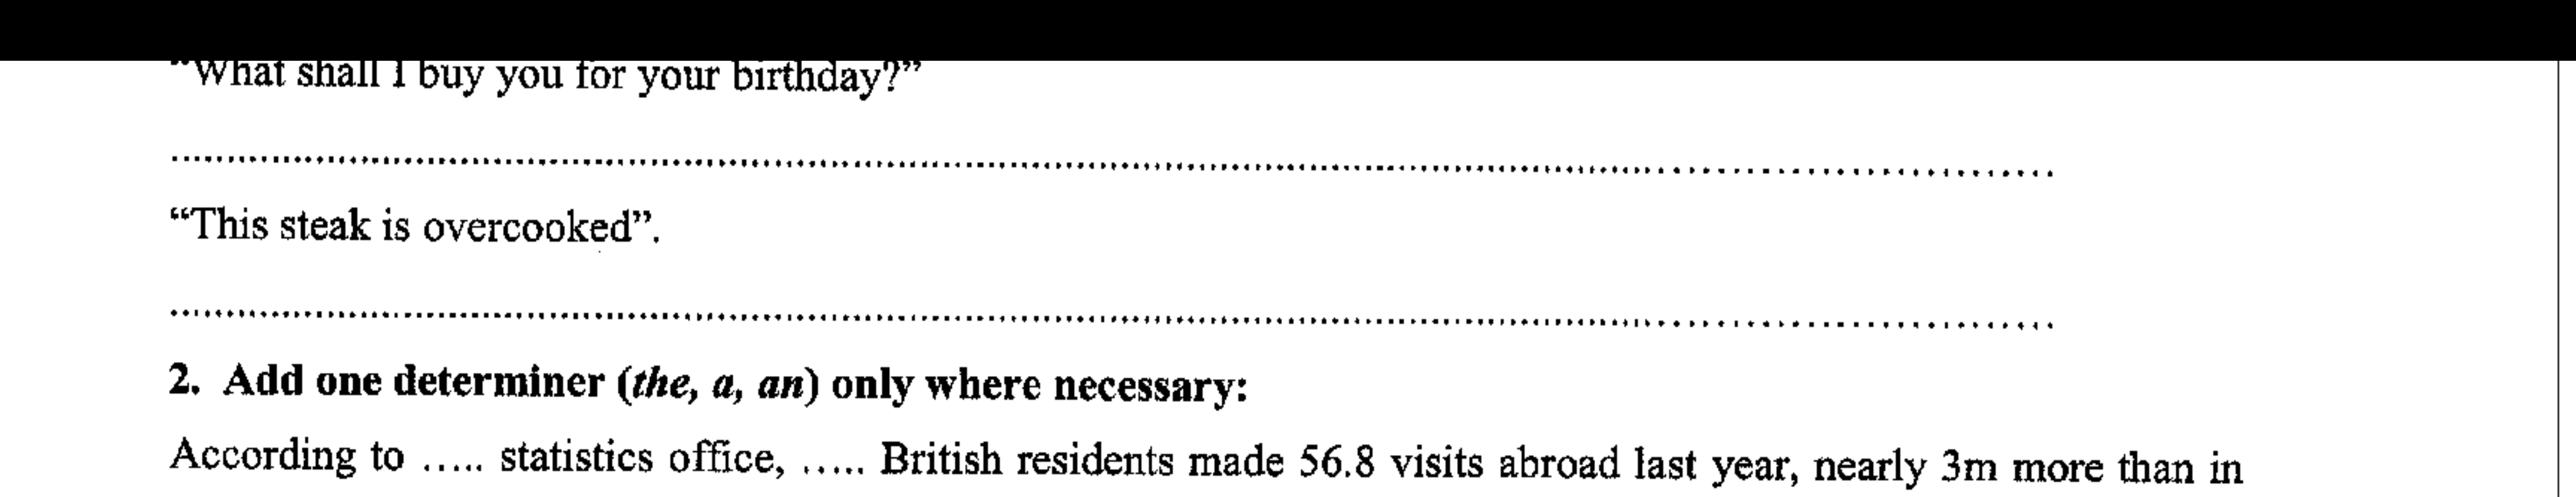 "What shall I buy you for your birthday?"
..............................................................................................................................
"This steak is overcooked".
..............................................................................................................................
2. Add one determiner (the, a, an) only where necessary:
According to ..... statistics office, ..... British residents made 56.8 visits abroad last year, nearly 3m more than in